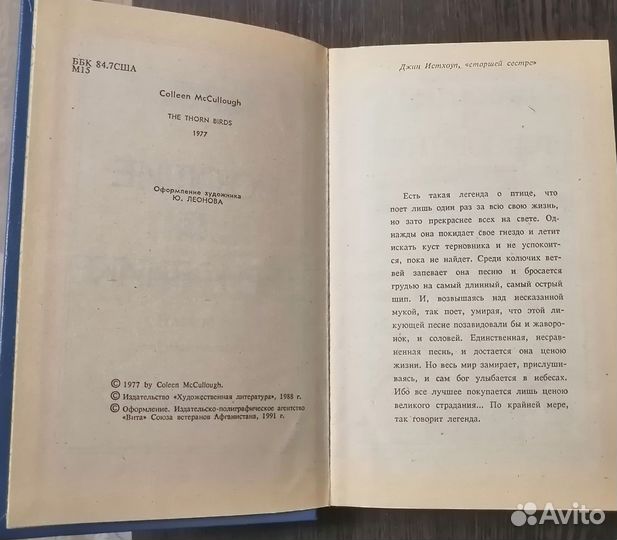 ББК 84.7США
М15
Colleen McCullough
THE THORN BIRDS
1977
Оформление художника
Ю. ЛЕОНОВА
© 1977 by Coleen McCullough.
© Издательство «Художественная литература», 1988 г.
© Оформление. Издательско-полиграфическое агентство
«Вита» Союза ветеранов Афганистана, 1991 г.
Джин Истхоуп, «старшей сестре»
Есть такая легенда о птице, что
поет лишь один раз за всю свою жизнь,
но зато прекраснее всех на свете. Од-
нажды она покидает свое гнездо и летит
искать куст терновника и не успокоит-
ся, пока не найдет. Среди колючих вет-
вей запевает она песню и бросается
грудью на самый длинный, самый острый
шип. И, возвышаясь над несказанной
мукой, так поет, умирая, что этой ли-
кующей песне позавидовали бы и жаворо-
нок, и соловей. Единственная, несрав-
ненная песнь, и достается она ценою
жизни. Но весь мир замирает, прислуши-
ваясь, и сам бог улыбается в небесах.
Ибо все лучшее покупается лишь ценою
великого страдания... По крайней мере,
так говорит легенда.
Avito